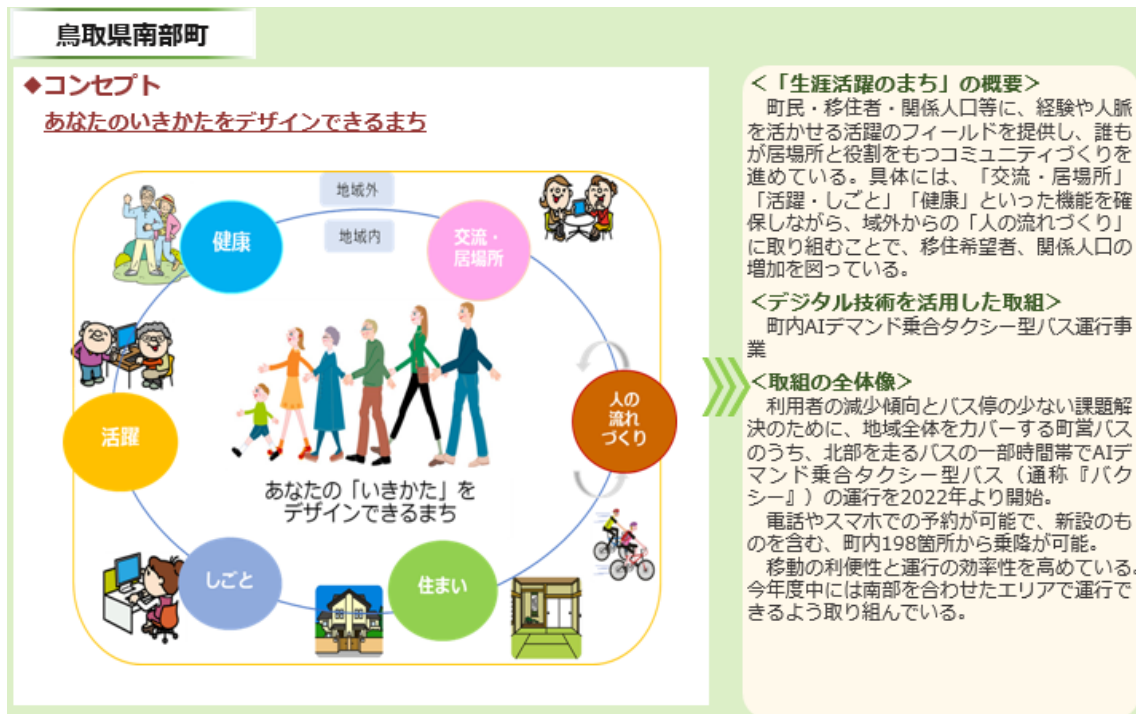 鳥取県南部町
◆コンセプト
あなたのいきかたをデザインできるまち
地域外
地域内
健康
交流・
居場所
活躍
人の
流れ
づくり
あなたの「いきかた」を
デザインできるまち
しごと
住まい
＜「生涯活躍のまち」の概要＞
町民・移住者・関係人口等に、経験や人脈
を活かせる活躍のフィールドを提供し、誰も
が居場所と役割をもつコミュニティづくりを
進めている。具体には、「交流・居場所」
「活躍・しごと」「健康」といった機能を確
保しながら、域外からの「人の流れづくり」
に取り組むことで、移住希望者、関係人口の
増加を図っている。
＜デジタル技術を活用した取組＞
町内AIデマンド乗合タクシー型バス運行事
業
＜取組の全体像＞
利用者の減少傾向とバス停の少ない課題解
決のために、地域全体をカバーする町営バス
のうち、北部を走るバスの一部時間帯でAIデ
マンド乗合タクシー型バス（通称『バク
シー』）の運行を2022年より開始。
電話やスマホでの予約が可能で、新設のも
のを含む、町内198箇所から乗降が可能。
移動の利便性と運行の効率性を高めている。
今年度中には南部を合わせたエリアで運行で
きるよう取り組んでいる。